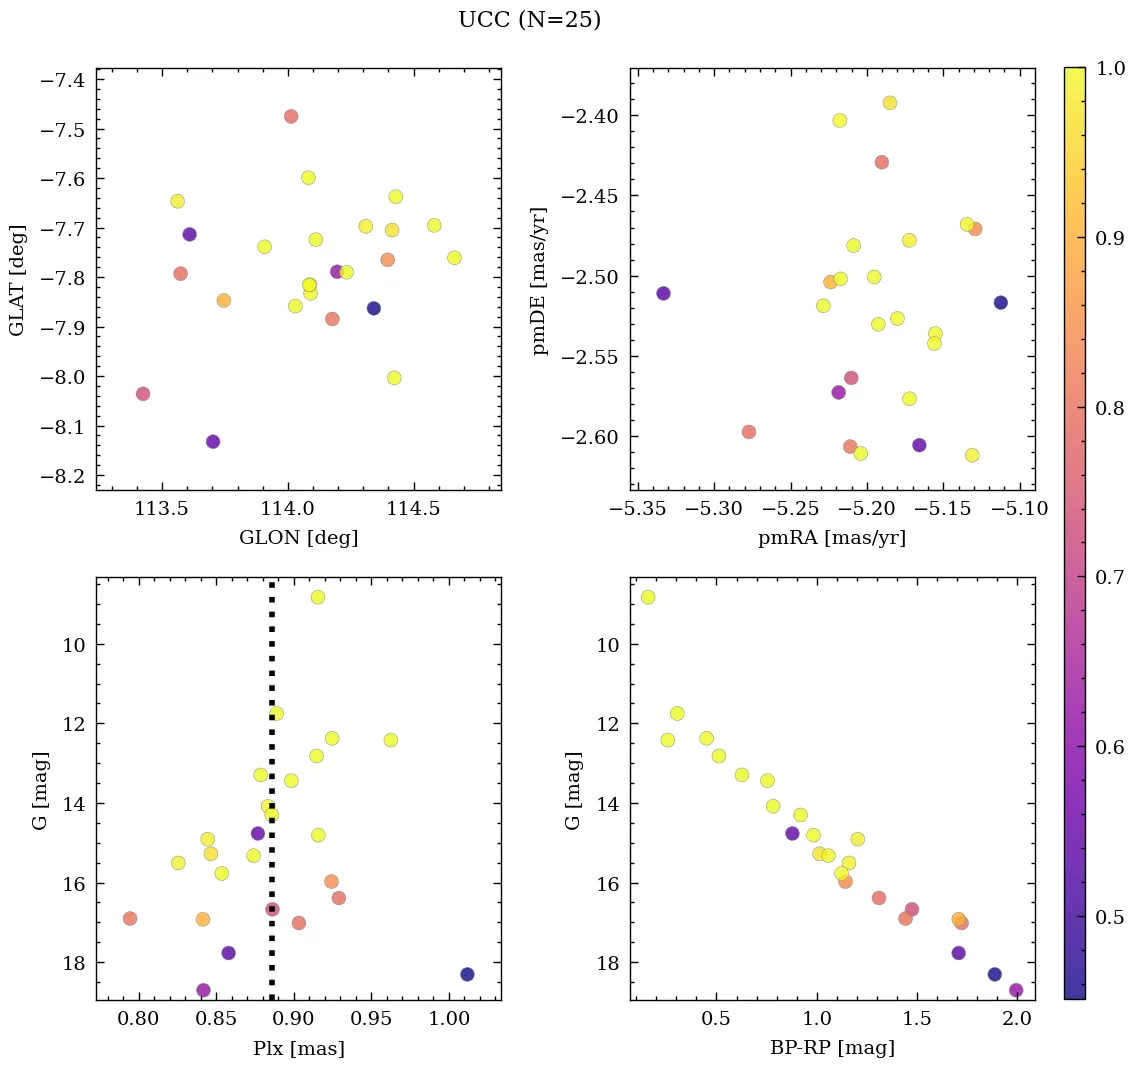 UCC (N=25)
−7.4
−7.5
−7.6
−7.7
−7.8
−7.9
−8.0
−8.1
−8.2
GLAT [deg]
113.5 114.0 114.5
GLON [deg]
−2.40
−2.45
−2.50
−2.55
−2.60
pmDE [mas/yr]
−5.35 −5.30 −5.25 −5.20 −5.15 −5.10
pmRA [mas/yr]
10
12
14
16
18
G [mag]
0.80 0.85 0.90 0.95 1.00
Plx [mas]
10
12
14
16
18
G [mag]
0.5 1.0 1.5 2.0
BP-RP [mag]
1.0
0.9
0.8
0.7
0.6
0.5